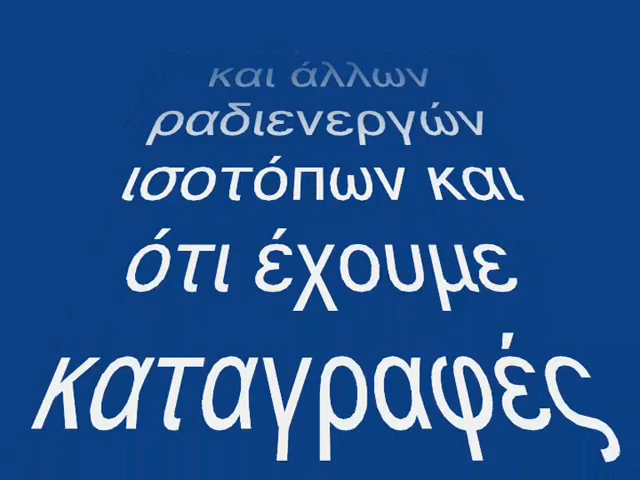 και άλλων
ραδιενεργών
ισοτόπων και
ότι έχουμε
καταγραφές